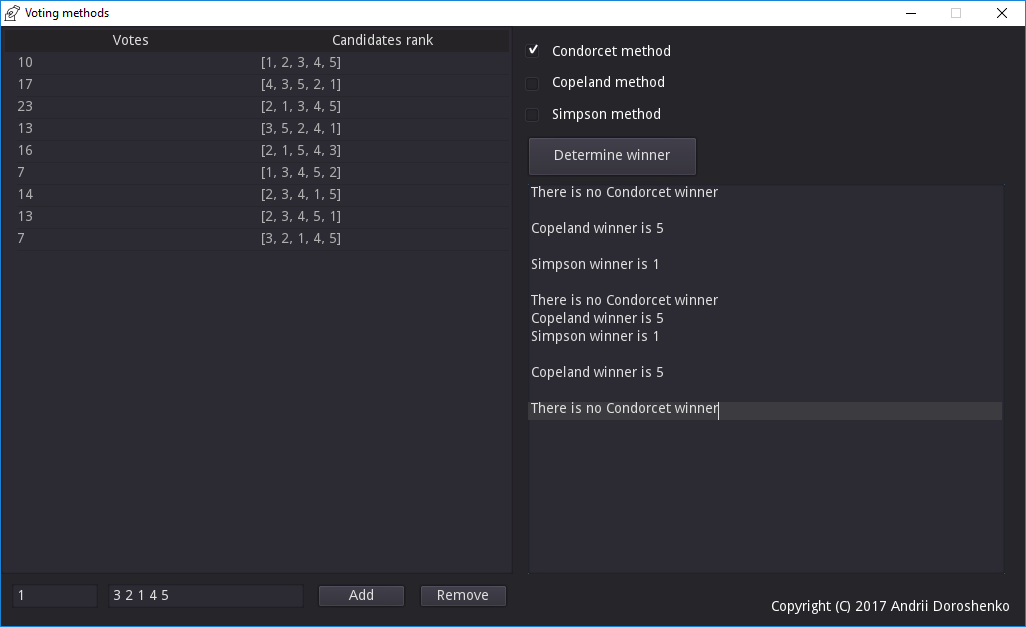 Voting methods
Votes Candidates rank
10 [1, 2, 3, 4, 5]
17 [4, 3, 5, 2, 1]
23 [2, 1, 3, 4, 5]
13 [3, 5, 2, 4, 1]
16 [2, 1, 5, 4, 3]
7 [1, 3, 4, 5, 2]
14 [2, 3, 4, 1, 5]
13 [2, 3, 4, 5, 1]
7 [3, 2, 1, 4, 5]
1 3 2 1 4 5 Add Remove
Condorcet method
Copeland method
Simpson method
Determine winner
There is no Condorcet winner
Copeland winner is 5
Simpson winner is 1
There is no Condorcet winner
Copeland winner is 5
Simpson winner is 1
Copeland winner is 5
There is no Condorcet winner
Copyright (C) 2017 Andrii Doroshenko